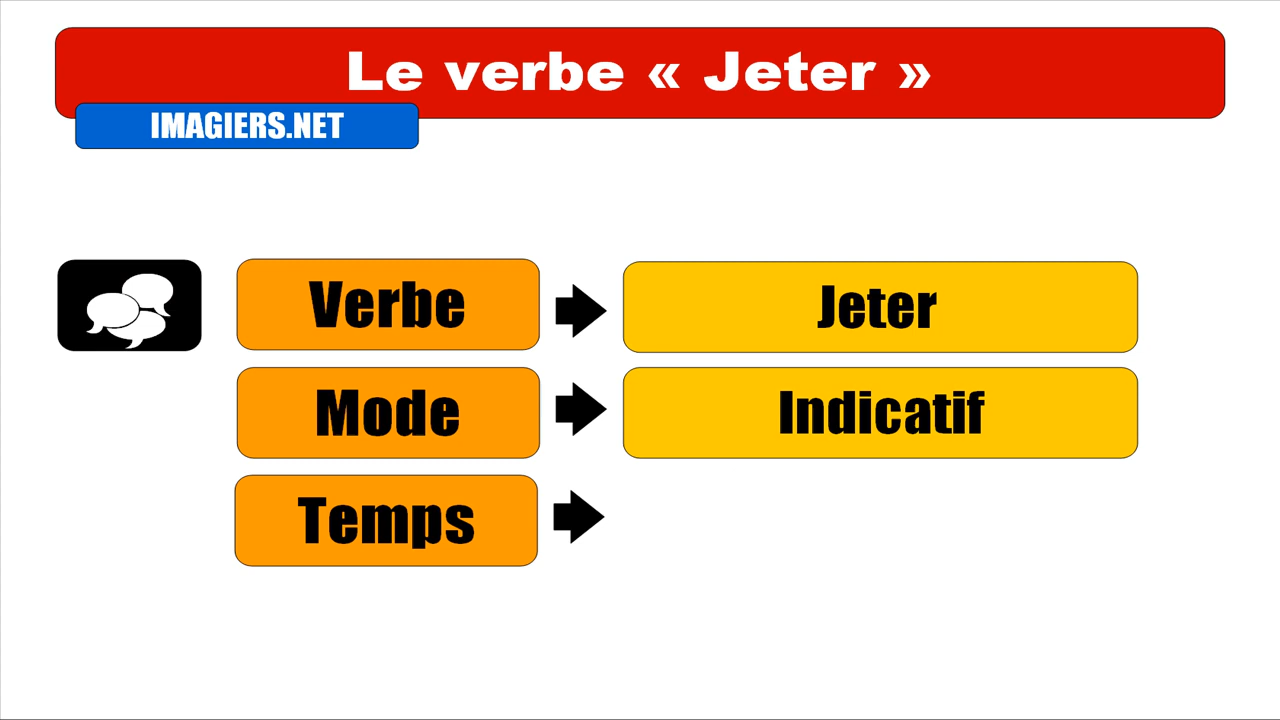 Le verbe « Jeter »
IMAGIERS.NET
Verbe Jeter
Mode Indicatif
Temps